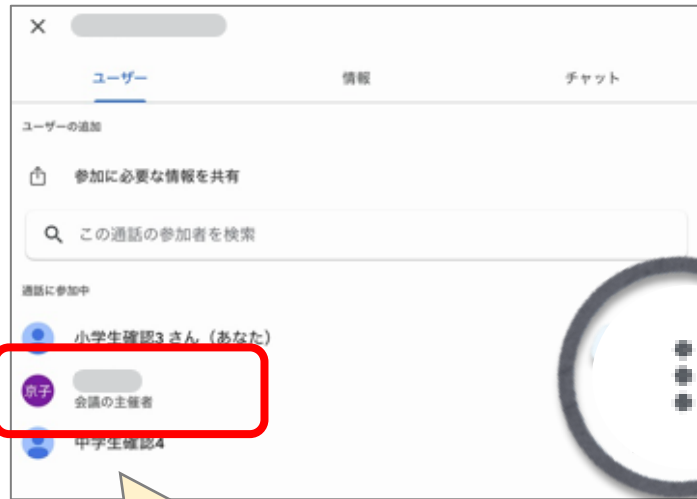 ユーザー 情報 チャット
ユーザーの追加
参加に必要な情報を共有
この通話の参加者を検索
通話に参加中
小学生確認3 さん（あなた）
京子
会議の主催者
中学生確認4